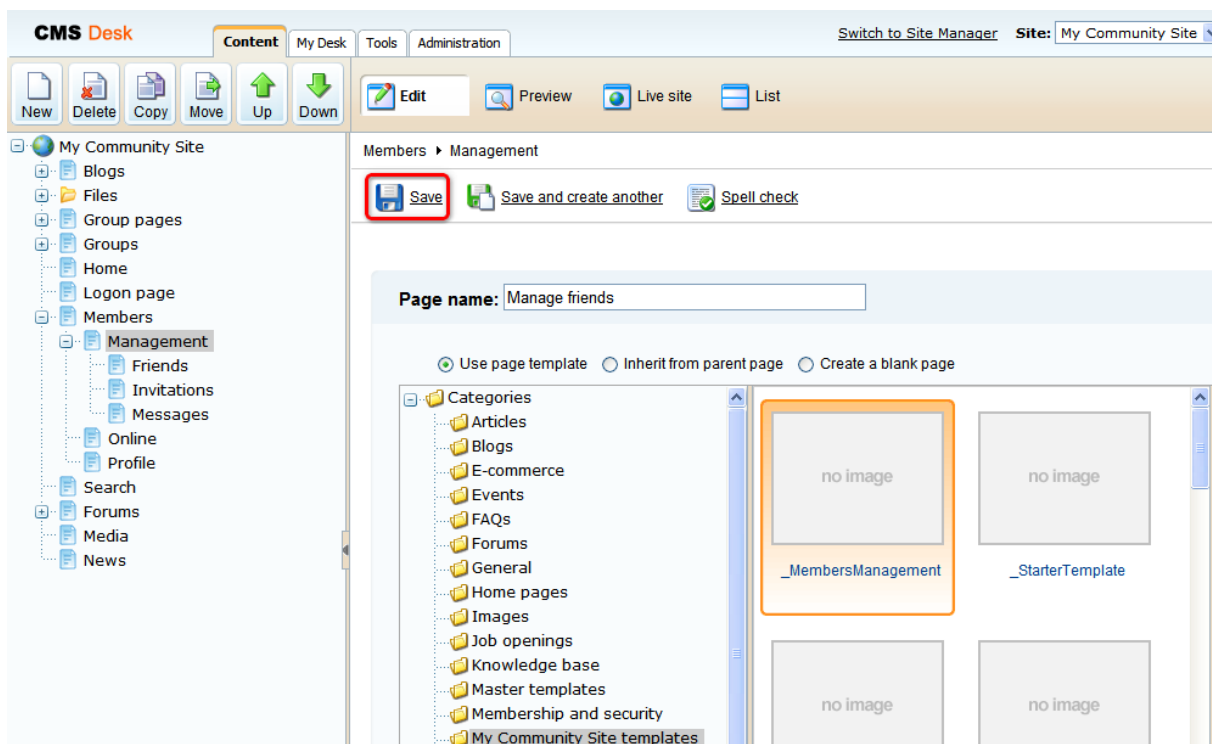 CMS Desk
Content
My Desk
Tools
Administration
Switch to Site Manager
Site: My Community Site
New
Delete
Copy
Move
Up
Down
Edit
Preview
Live site
List
My Community Site
Blogs
Files
Group pages
Groups
Home
Logon page
Members
Management
Friends
Invitations
Messages
Online
Profile
Search
Forums
Media
News
Members Management
Save
Save and create another
Spell check
Page name: Manage friends
Use page template
Inherit from parent page
Create a blank page
Categories
Articles
Blogs
E-commerce
Events
FAQs
Forums
General
Home pages
Images
Job openings
Knowledge base
Master templates
Membership and security
My Community Site templates
no image
no image
_MembersManagement
_StarterTemplate
no image
no image